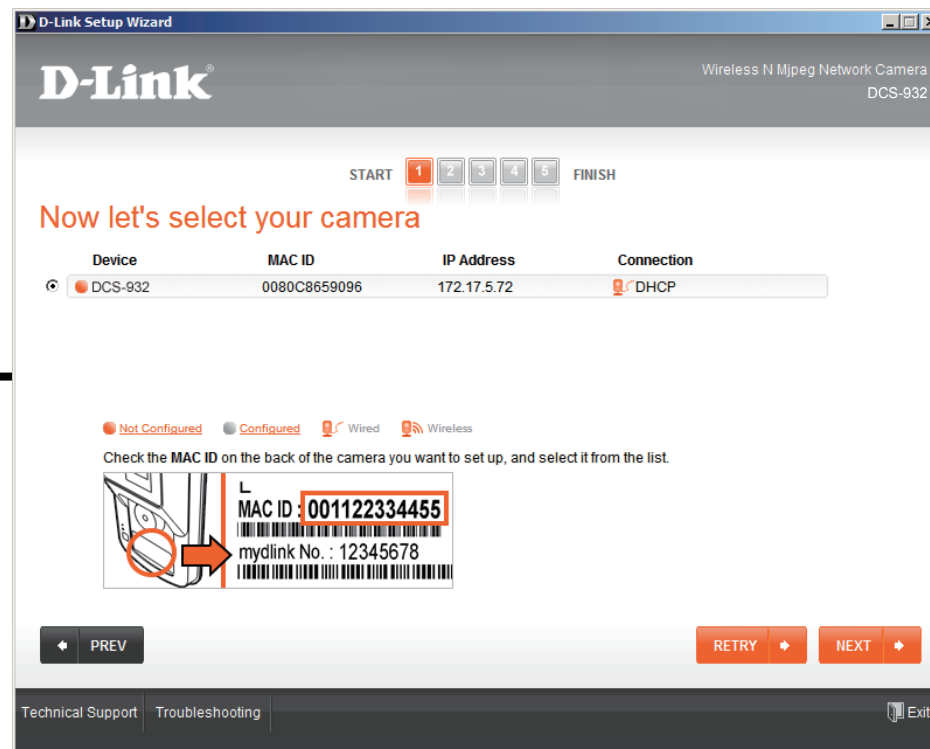 D-Link Setup Wizard
D-Link®
Wireless N Mjpeg Network Camera
DCS-932
START 1 2 3 4 5 FINISH
Now let's select your camera
Device MAC ID IP Address Connection
DCS-932 0080C8659096 172.17.5.72 DHCP
Not Configured Configured Wired Wireless
Check the MAC ID on the back of the camera you want to set up, and select it from the list.
MAC ID : 001122334455
mydlink No. : 12345678
PREV RETRY NEXT
Technical Support Troubleshooting Exit